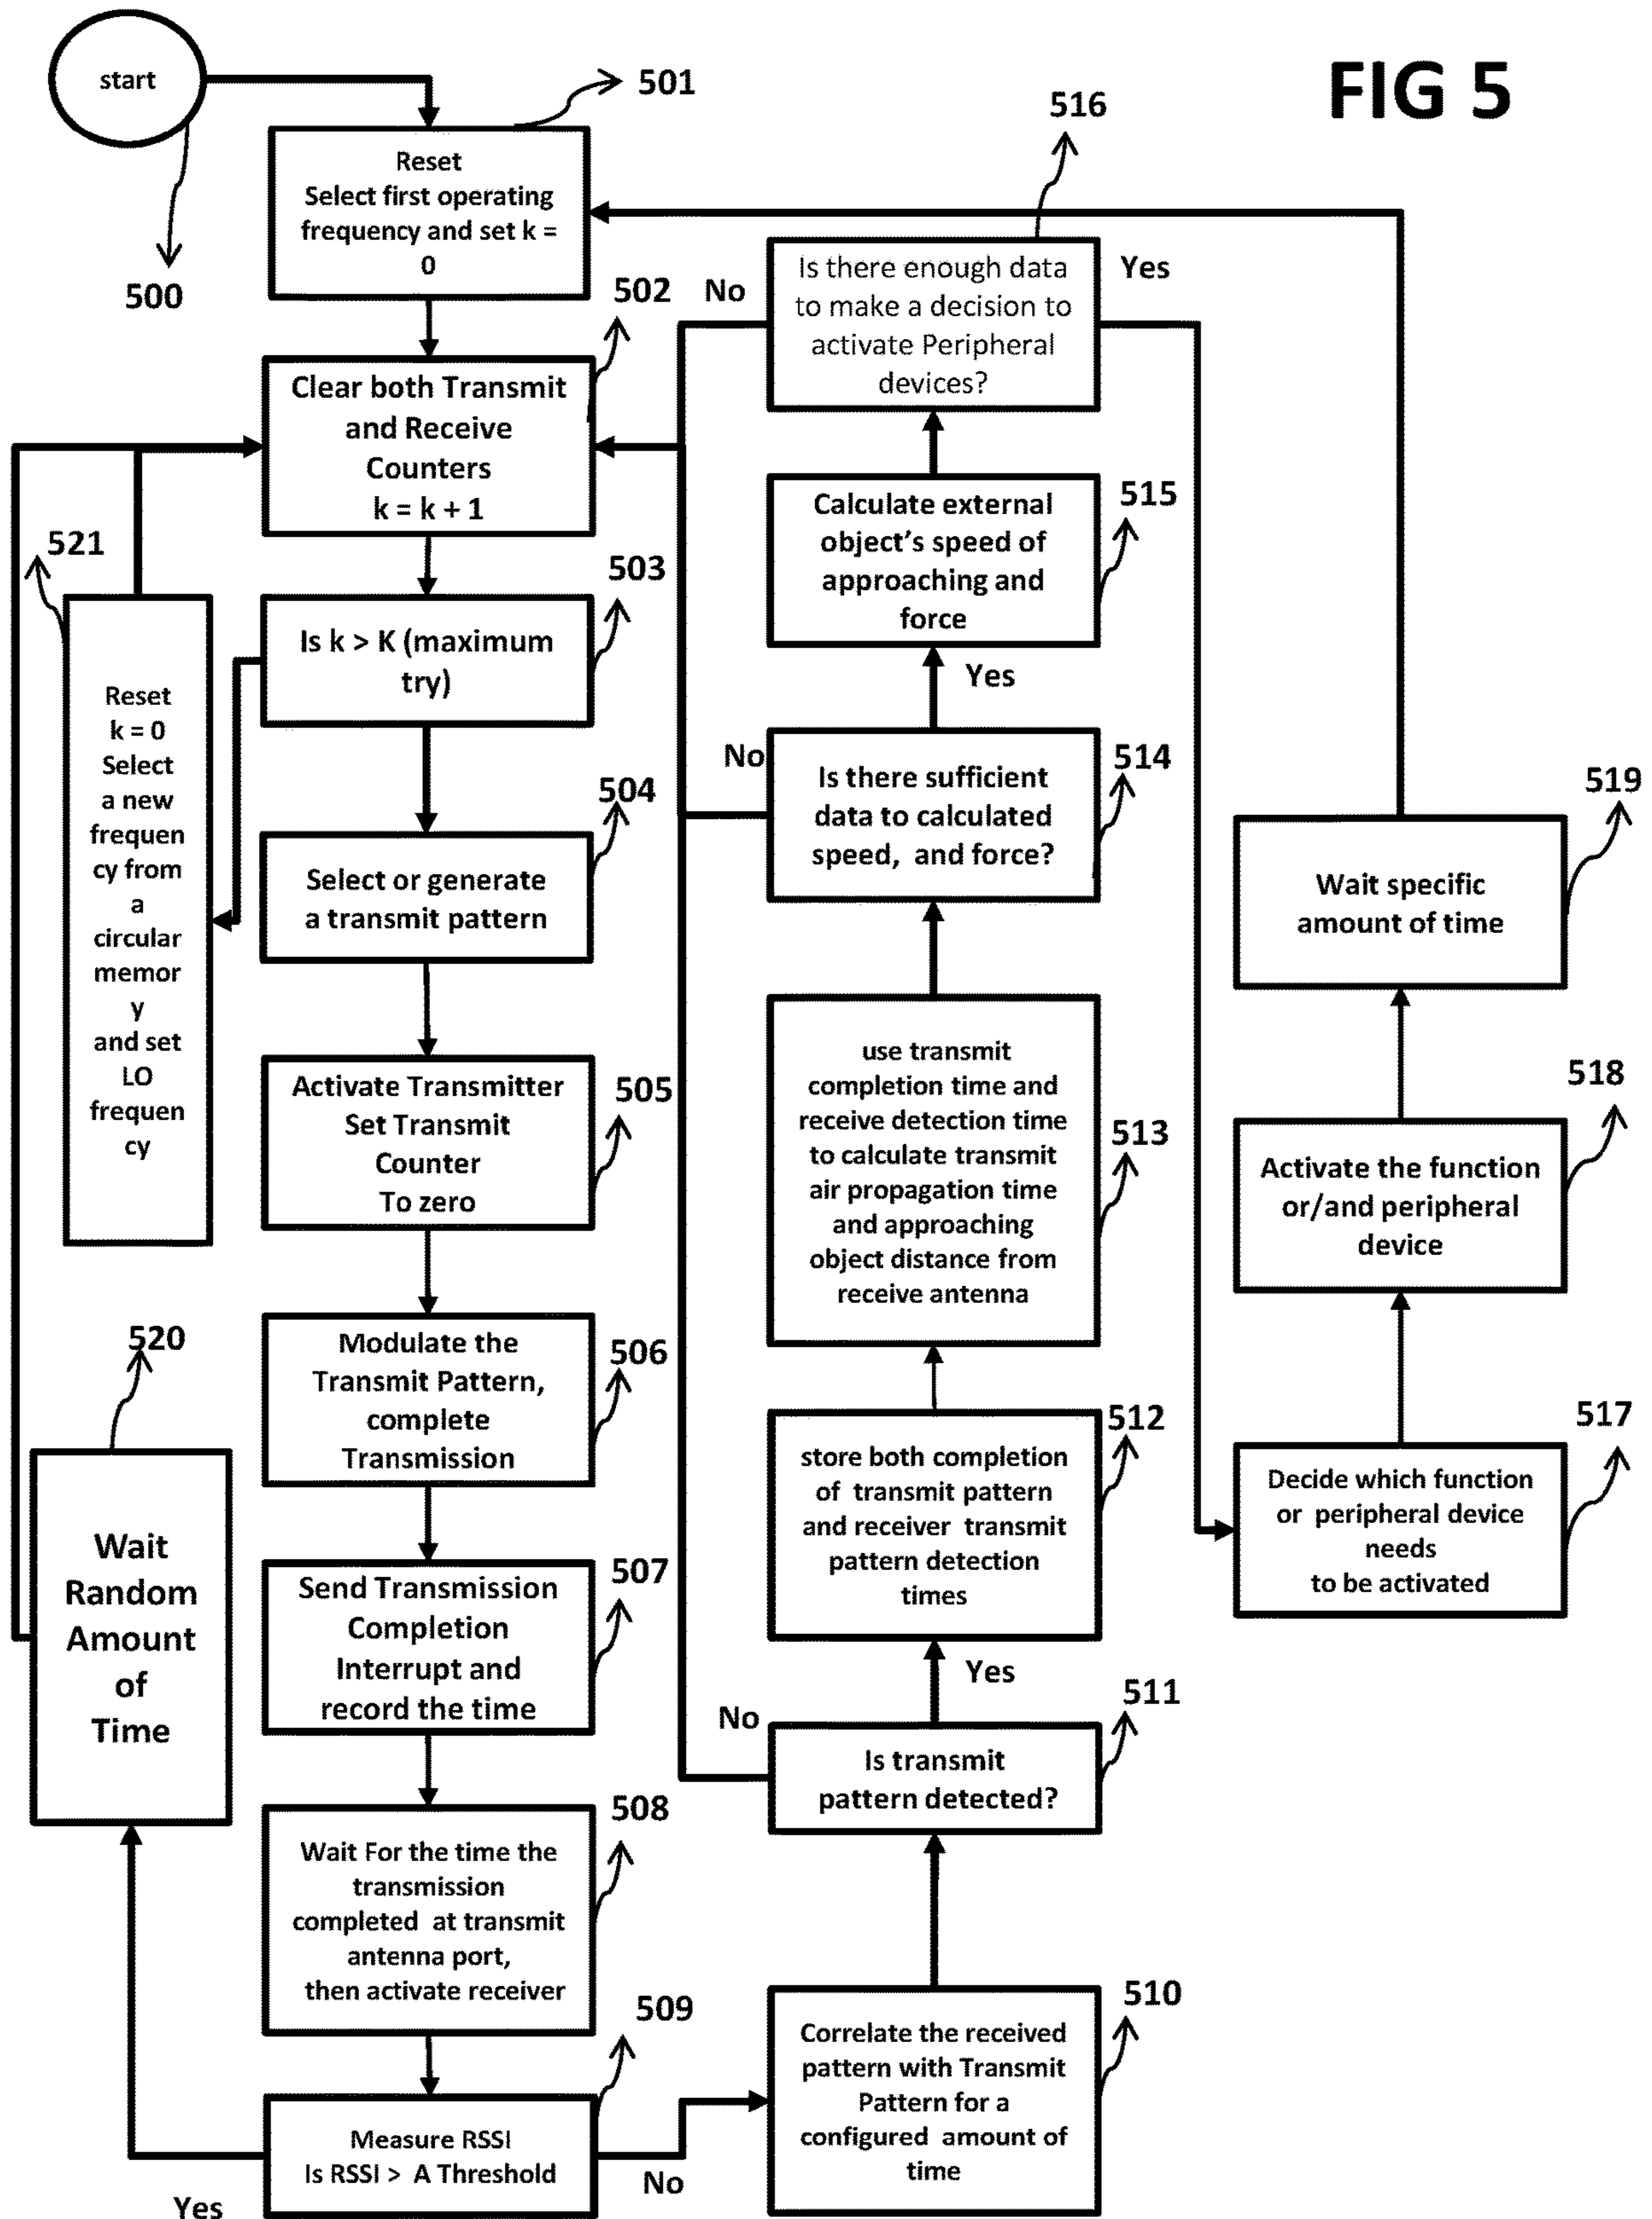 FIG 5
start
500
501
Reset
Select first operating
frequency and set k =
0
502
Clear both Transmit
and Receive
Counters
k = k + 1
503
Is k > K (maximum
try)
521
Reset
k = 0
Select
a new
frequen
cy from
a
circular
memor
y
and set
LO
frequen
cy
504
Select or generate
a transmit pattern
505
Activate Transmitter
Set Transmit
Counter
To zero
506
Modulate the
Transmit Pattern,
complete
Transmission
507
Send Transmission
Completion
Interrupt and
record the time
520
Wait
Random
Amount
of
Time
508
Wait For the time the
transmission
completed at transmit
antenna port,
then activate receiver
509
Measure RSSI
Is RSSI > A Threshold
Yes
No
510
Correlate the received
pattern with Transmit
Pattern for a
configured amount of
time
511
Is transmit
pattern detected?
No
Yes
512
store both completion
of transmit pattern
and receiver transmit
pattern detection
times
513
use transmit
completion time and
receive detection time
to calculate transmit
air propagation time
and approaching
object distance from
receive antenna
514
Is there sufficient
data to calculated
speed, and force?
No
Yes
515
Calculate external
object's speed of
approaching and
force
516
Is there enough data
to make a decision to
activate Peripheral
devices?
No
Yes
517
Decide which function
or peripheral device
needs
to be activated
518
Activate the function
or/and peripheral
device
519
Wait specific
amount of time